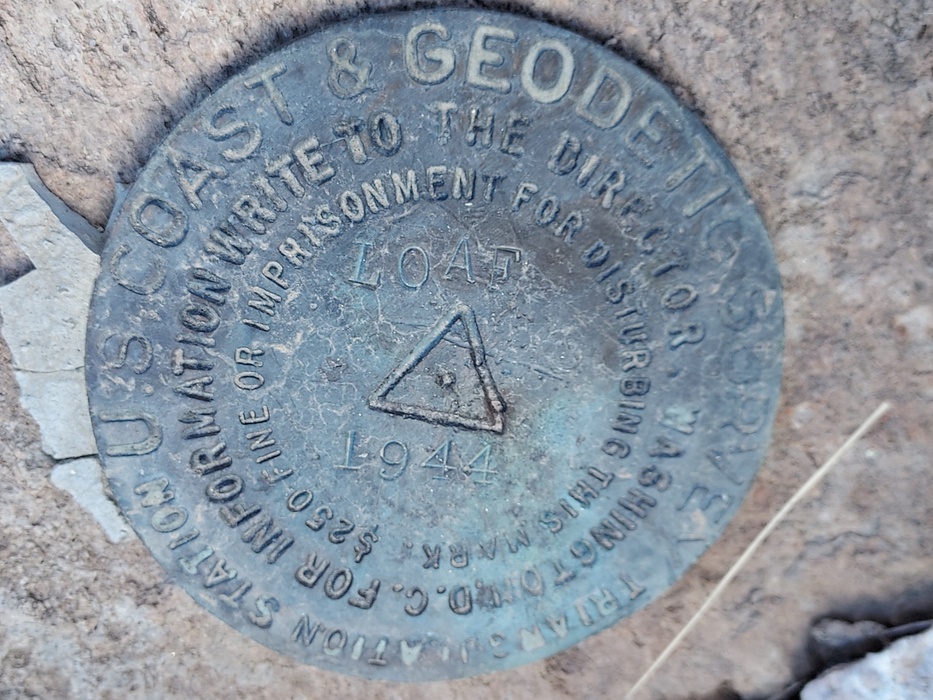 U.S. COAST & GEODETIC SURVEY
TRIANGULATION STATION
FOR INFORMATION WRITE TO THE DIRECTOR WASHINGTON, D.C.
$250 FINE OR IMPRISONMENT FOR DISTURBING THIS MARK.
LOAF
1944